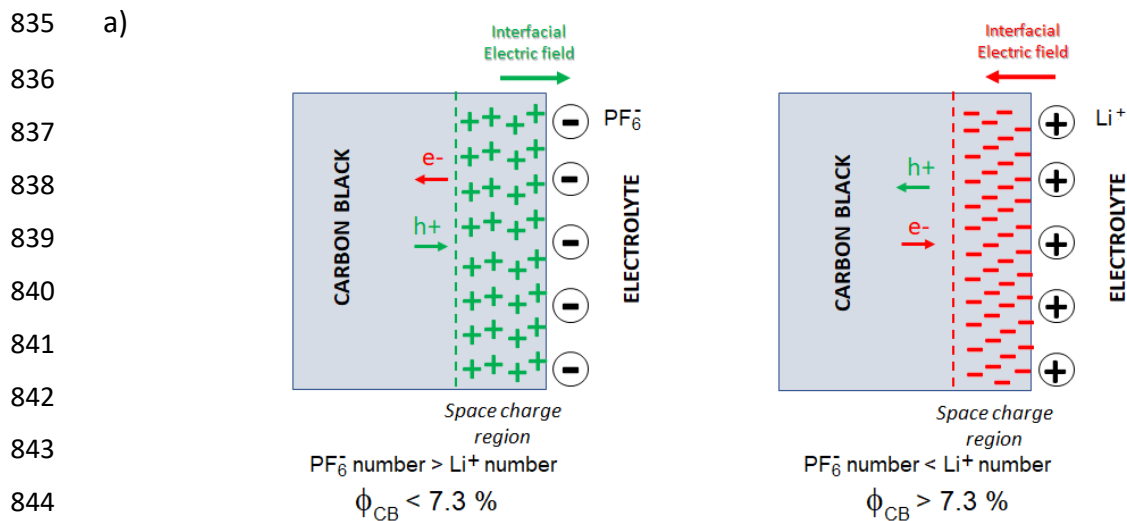 835 a)
Interfacial
Electric field
Interfacial
Electric field
836
837 PF₆⁻ Li⁺
838 e- h+
CARBON BLACK
ELECTROLYTE
CARBON BLACK
ELECTROLYTE
839 h+ e-
840
841
842
Space charge
region
Space charge
region
843 PF₆⁻ number > Li⁺ number PF₆⁻ number < Li⁺ number
844 ϕCB < 7.3 % ϕCB > 7.3 %